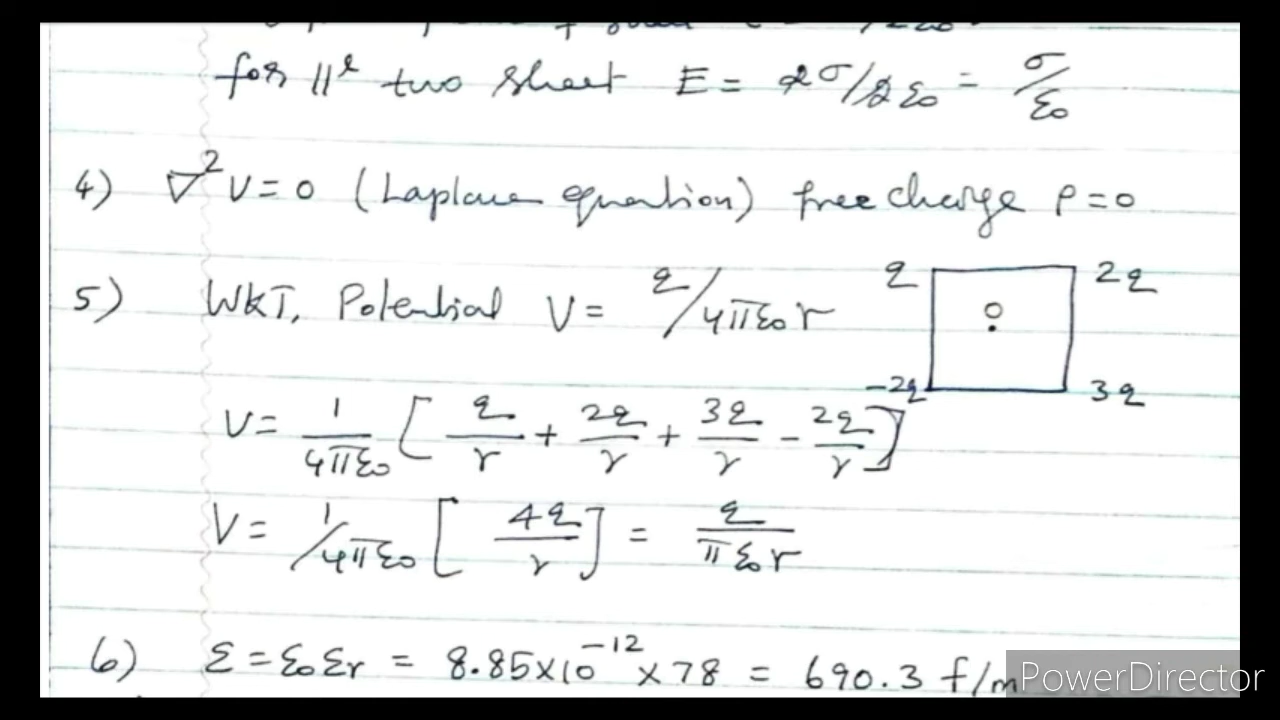 for 11ˡ two sheet E = 2σ/2ε₀ = σ/ε₀
4) ∇²V=0 (Laplace equation) free charge ρ=0
5) WKT, Potential V= q/4πε₀r
q 2q
o
-2q 3q
V= 1/4πε₀ [ q/r + 2q/r + 3q/r - 2q/r ]
V= 1/4πε₀ [ 4q/r ] = q/πε₀r
6) ε=ε₀εr = 8.85x10⁻¹² x 78 = 690.3 f/m
PowerDirector